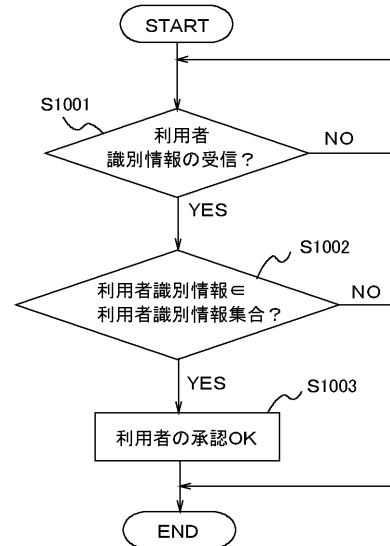 START
S1001
利用者
識別情報の受信？
NO
YES
S1002
利用者識別情報∈
利用者識別情報集合？
NO
YES
S1003
利用者の承認OK
END